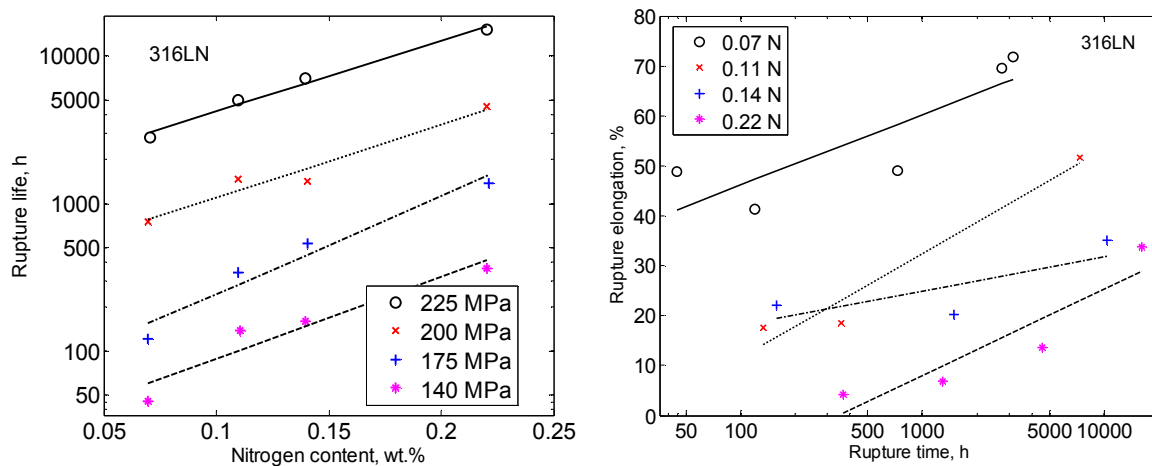 316LN
10000
5000
1000
500
100
50
0.05
0.1
0.15
0.2
0.25
Rupture life, h
Nitrogen content, wt.%
225 MPa
200 MPa
175 MPa
140 MPa
316LN
0.07 N
0.11 N
0.14 N
0.22 N
80
70
60
50
40
30
20
10
0
50
100
500
1000
5000
10000
Rupture elongation, %
Rupture time, h